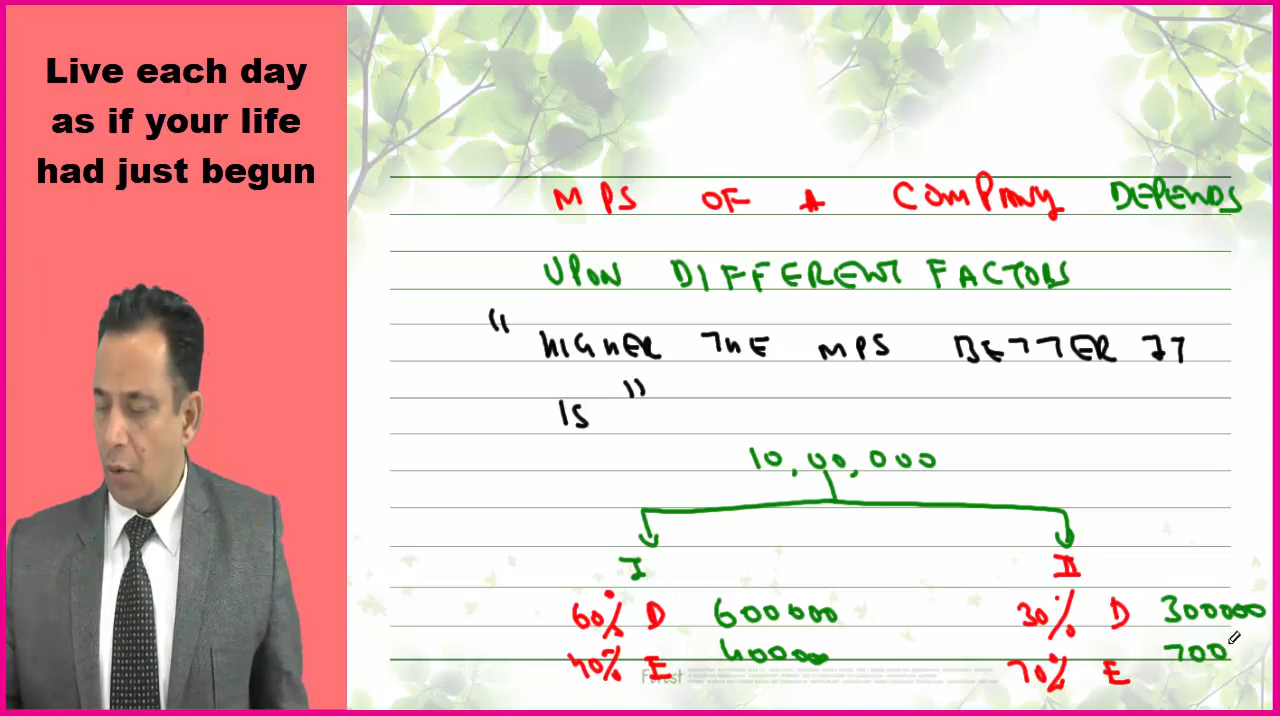 Live each day
as if your life
had just begun
MPS OF A COMPANY DEPENDS
UPON DIFFERENT FACTORS
" HIGHER THE MPS BETTER IT
IS "
10,00,000
I II
60% D 600000 30% D 300000
40% E 400000 70% E 700
Forest